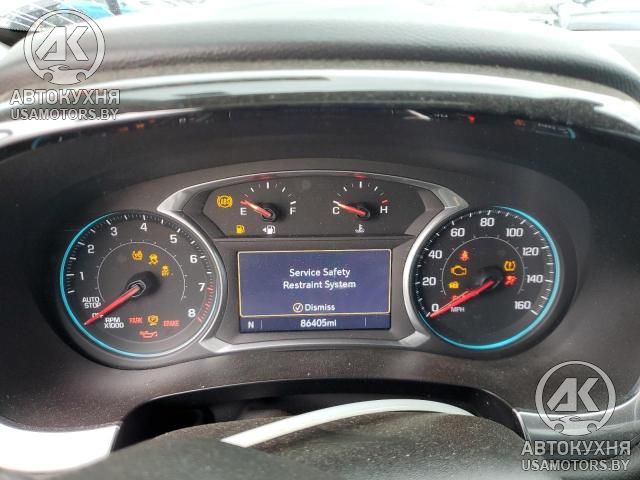 АК
АВТОКУХНЯ
USAMOTORS.BY
E F
C H
1 2 3 4 5 6 7 8
AUTO
STOP
RPM
X1000
PARK
BRAKE
Service Safety
Restraint System
Dismiss
N 86405mi
0 20 40 60 80 100 120 140 160
MPH
АК
АВТОКУХНЯ
USAMOTORS.BY